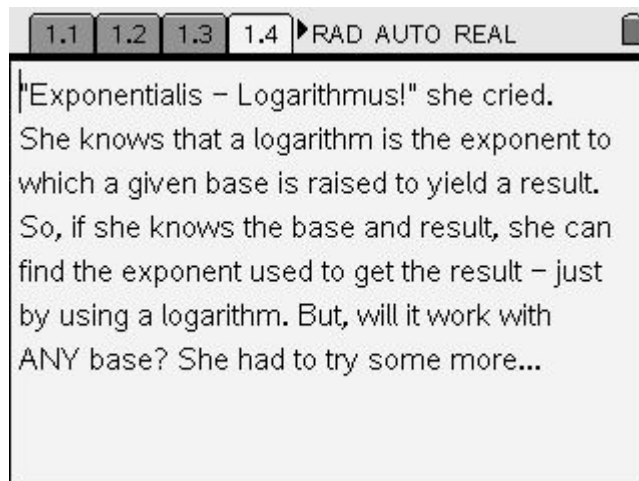 1.1 1.2 1.3 1.4 RAD AUTO REAL
"Exponentialis – Logarithmus!" she cried.
She knows that a logarithm is the exponent to
which a given base is raised to yield a result.
So, if she knows the base and result, she can
find the exponent used to get the result – just
by using a logarithm. But, will it work with
ANY base? She had to try some more...